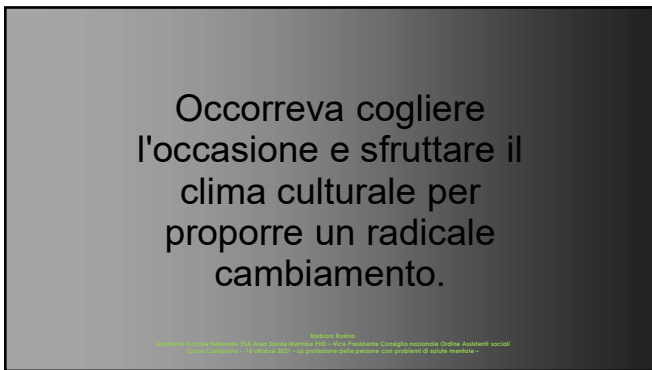 Occorreva cogliere
l'occasione e sfruttare il
clima culturale per
proporre un radicale
cambiamento.
Barbara Rosina
Assistente Sociale Referente SSA Area Salute Mentale PhD – Vice Presidente Consiglio nazionale Ordine Assistenti sociali
Croas Campania - 16 ottobre 2021 – La protezione delle persone con problemi di salute mentale –